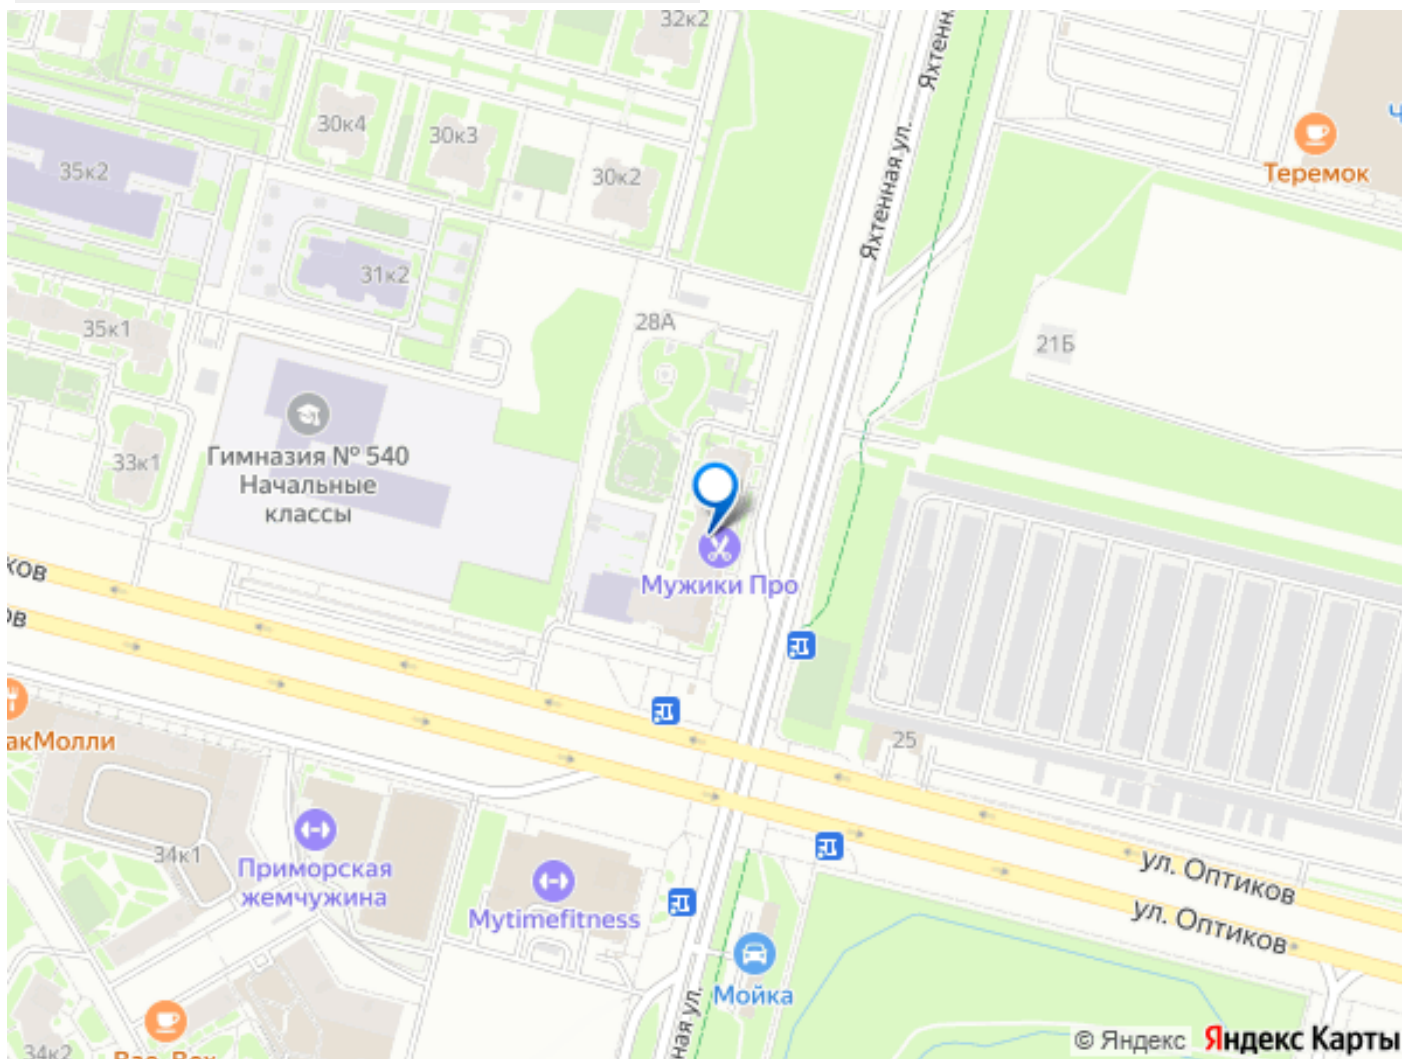 32к2
Яхтенн
30к4
30к3
30к2
35к2
Яхтенная ул.
Теремок
31к2
28А
35к1
21Б
Гимназия № 540
Начальные
классы
33к1
Мужики Про
ков
ов
акМолли
25
34к1
Приморская
жемчужина
Mytimefitness
ул. Оптиков
ул. Оптиков
Мойка
ная ул.
34к2
© Яндекс Яндекс Карты